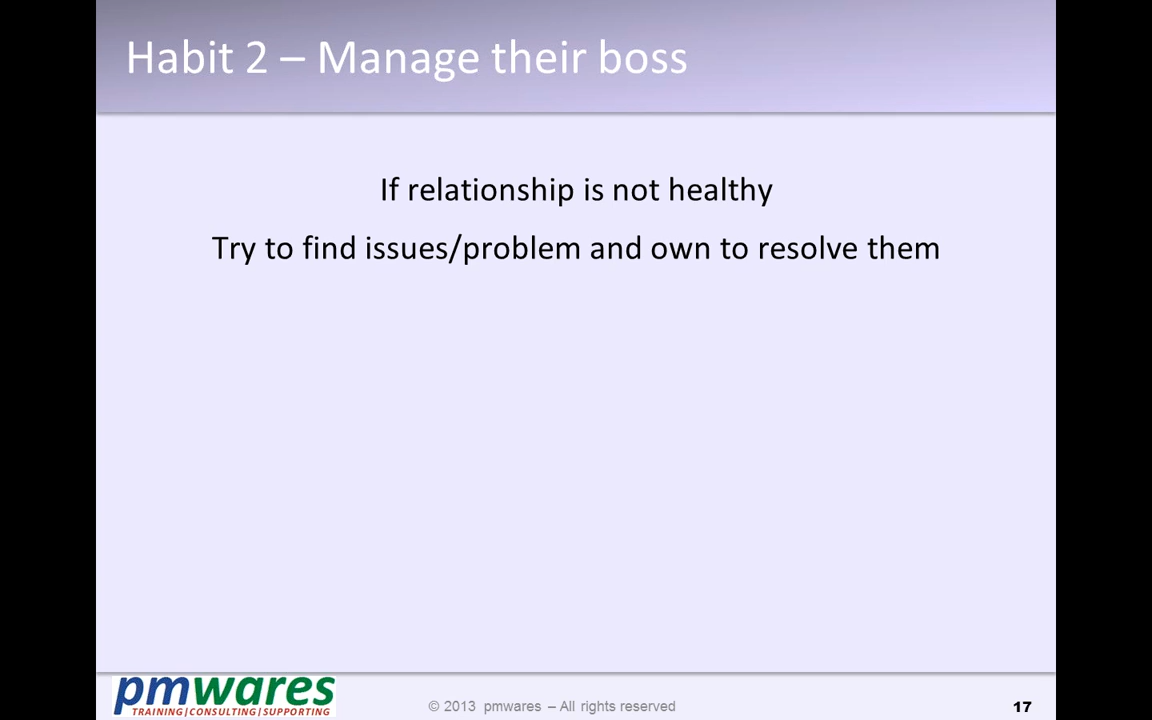 Habit 2 – Manage their boss
If relationship is not healthy
Try to find issues/problem and own to resolve them
pmwares
TRAINING|CONSULTING|SUPPORTING
© 2013 pmwares – All rights reserved
17